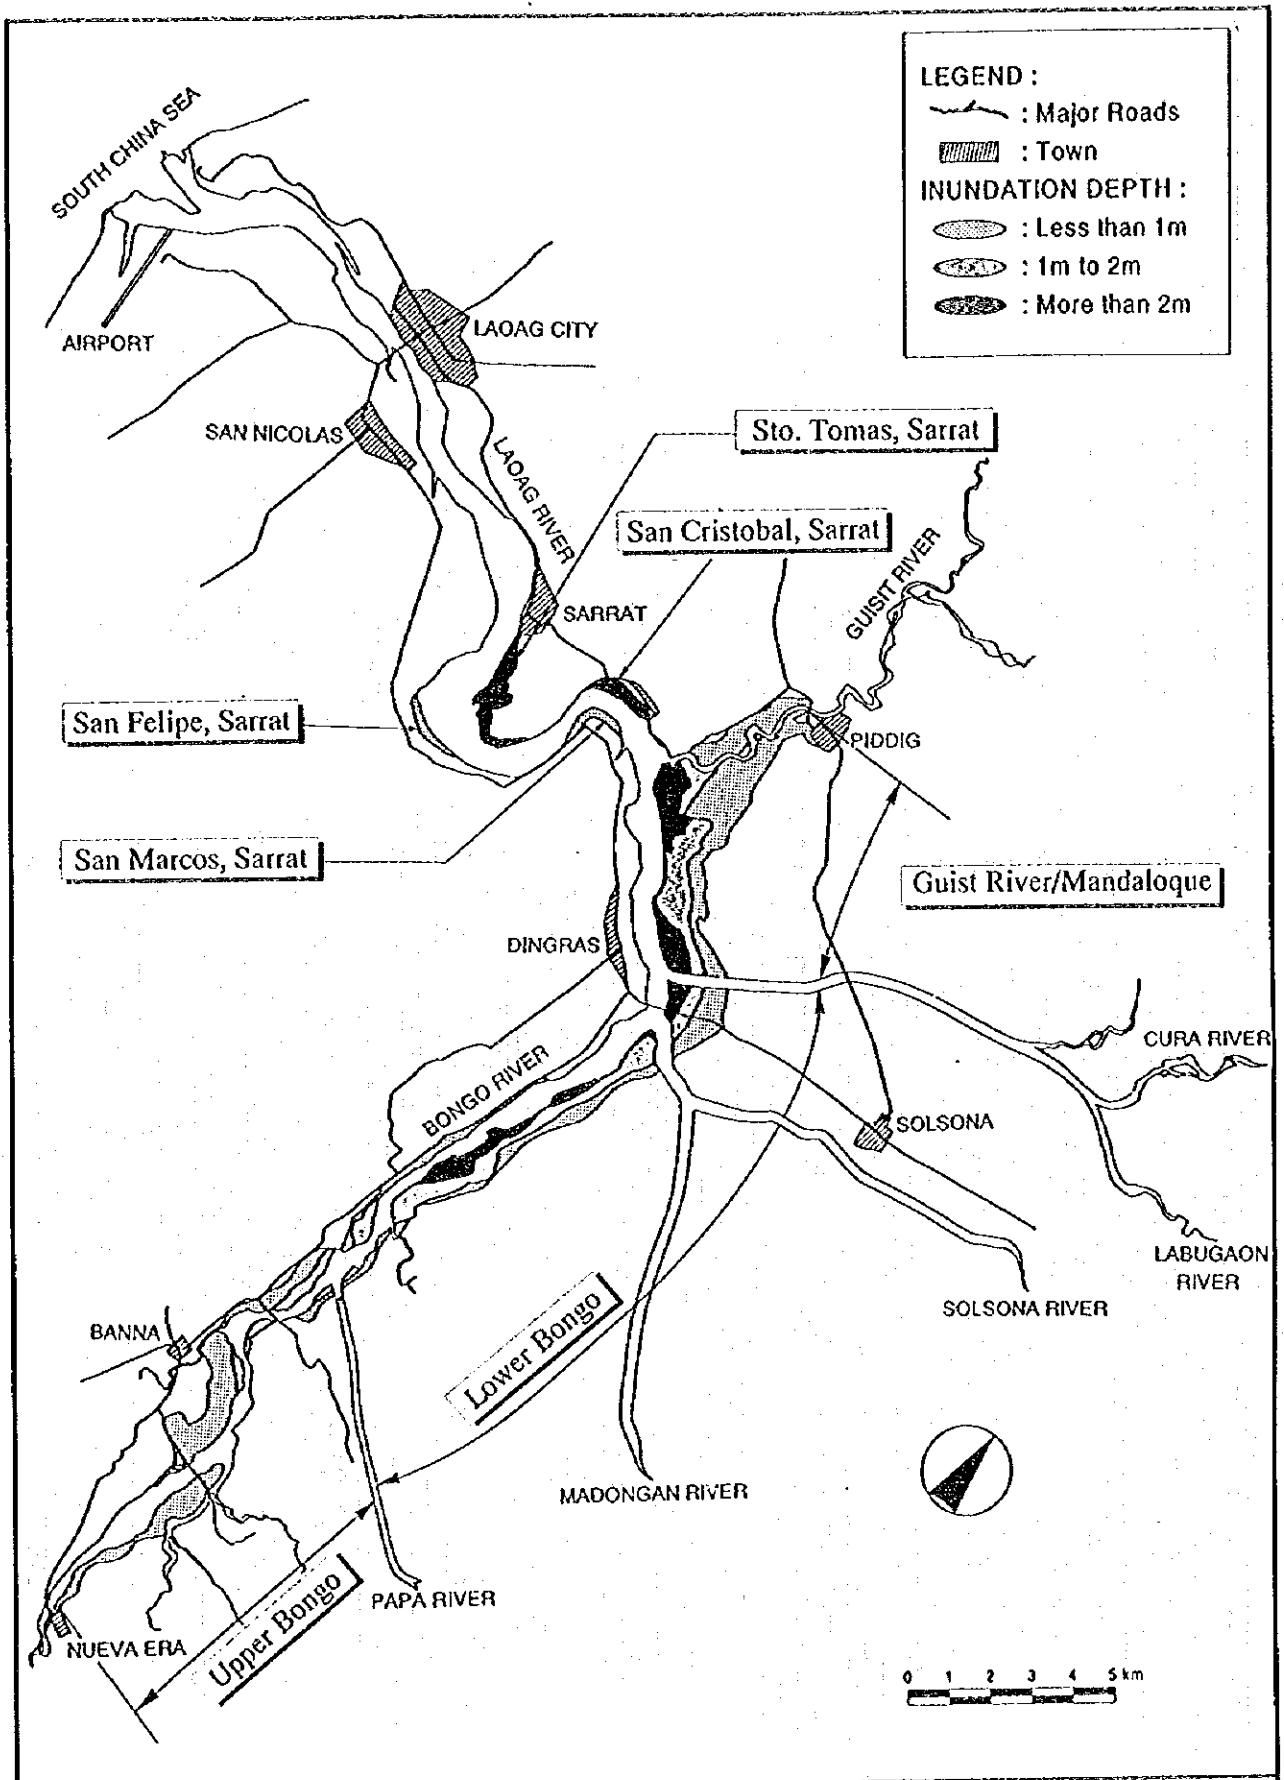 LEGEND :
: Major Roads
: Town
INUNDATION DEPTH :
: Less than 1m
: 1m to 2m
: More than 2m
SOUTH CHINA SEA
AIRPORT
LAOAG CITY
SAN NICOLAS
LAOAG RIVER
Sto. Tomas, Sarrat
San Cristobal, Sarrat
GUISIT RIVER
SARRAT
San Felipe, Sarrat
PIDDIG
San Marcos, Sarrat
Guist River/Mandaloque
DINGRAS
BONGO RIVER
CURA RIVER
SOLSONA
LABUGAON
RIVER
SOLSONA RIVER
BANNA
Lower Bongo
MADONGAN RIVER
PAPA RIVER
Upper Bongo
NUEVA ERA
0 1 2 3 4 5 km